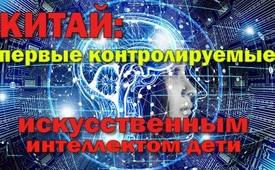 КИТАЙ:
первые контролируемые
искусственным
интеллектом дети